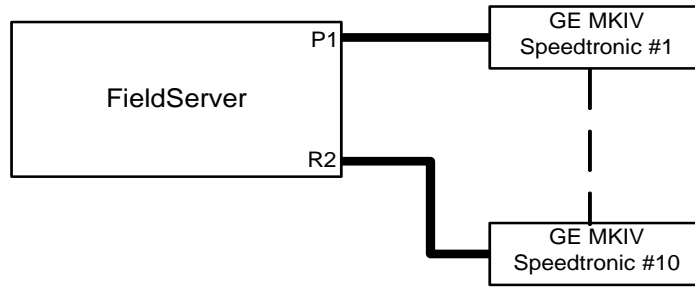 P1
GE MKIV
Speedtronic #1
FieldServer
R2
GE MKIV
Speedtronic #10